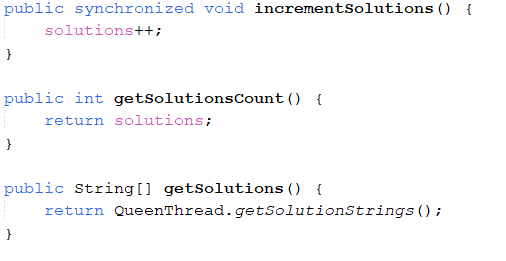 public synchronized void incrementSolutions() {
    solutions++;
}
public int getSolutionsCount() {
    return solutions;
}
public String[] getSolutions() {
    return QueenThread.getSolutionStrings();
}